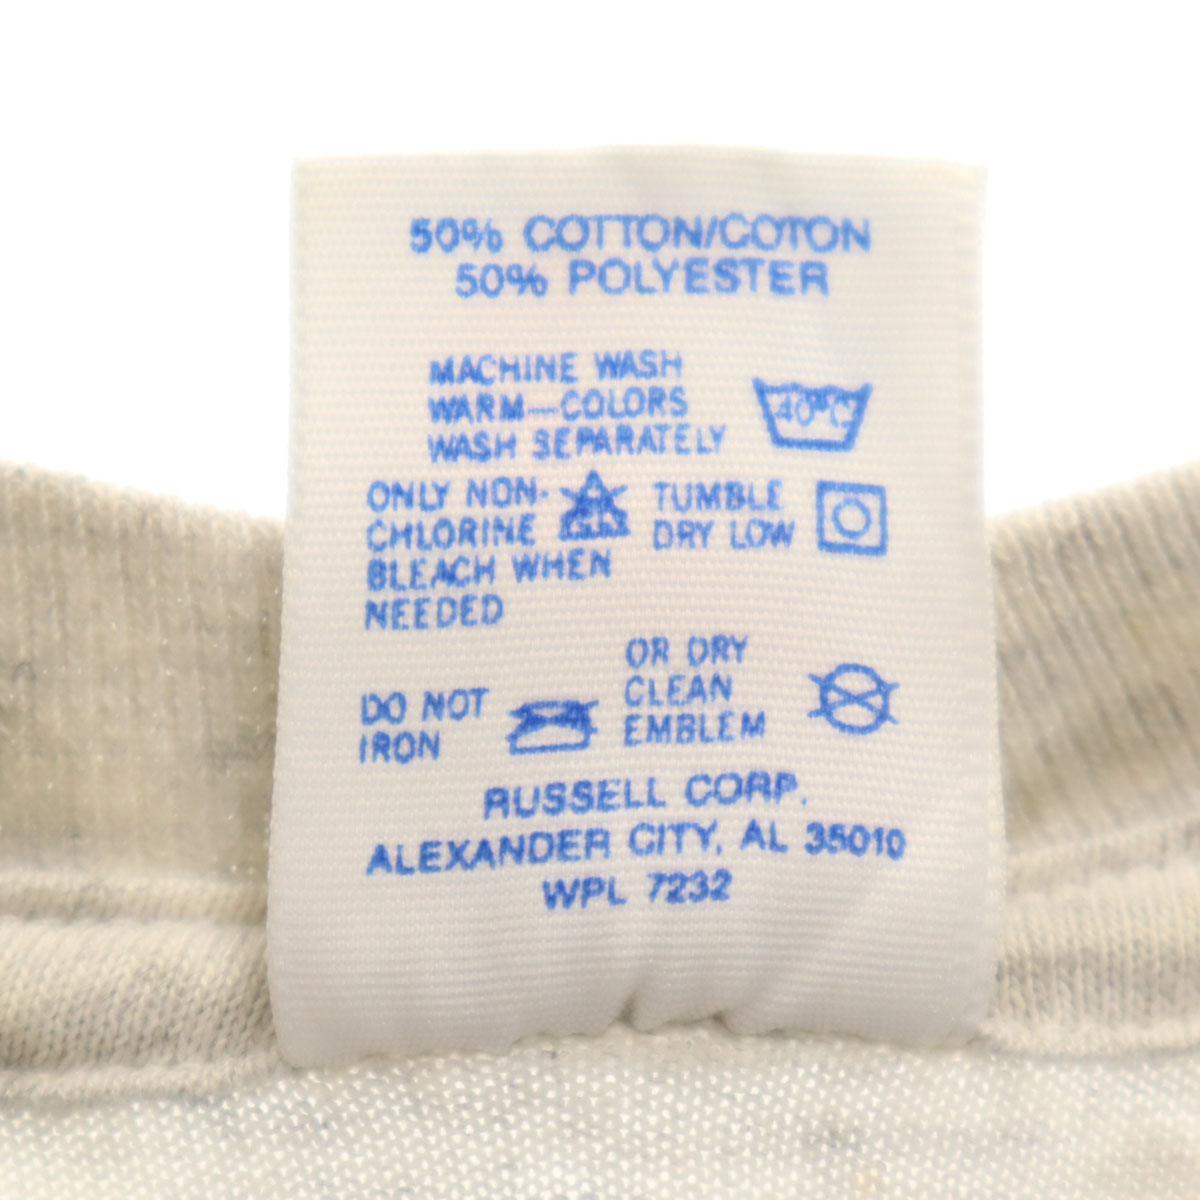 50% COTTON/COTON
50% POLYESTER
MACHINE WASH
WARM—COLORS
WASH SEPARATELY
40°C
ONLY NON-
CHLORINE
BLEACH WHEN
NEEDED
CL
TUMBLE
DRY LOW
DO NOT
IRON
OR DRY
CLEAN
EMBLEM
RUSSELL CORP.
ALEXANDER CITY, AL 35010
WPL 7232